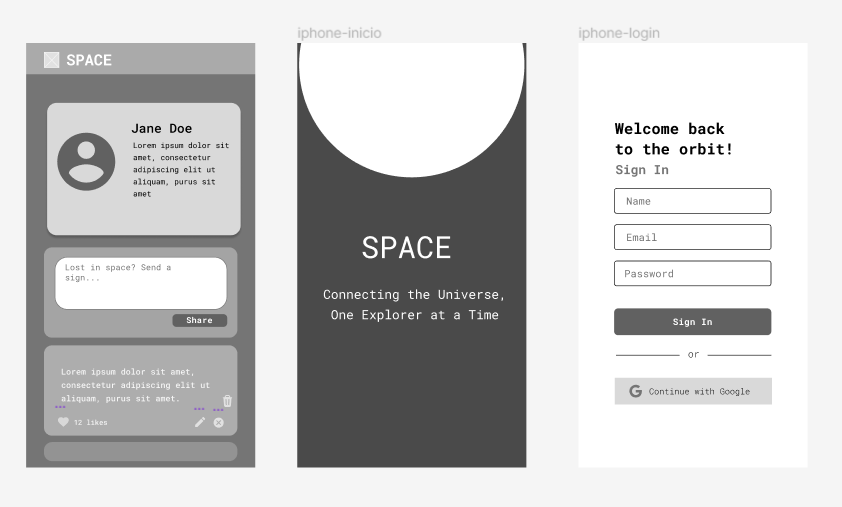 SPACE
Jane Doe
Lorem ipsum dolor sit
amet, consectetur
adipiscing elit ut
aliquam, purus sit
amet
Lost in space? Send a
sign...
Share
Lorem ipsum dolor sit amet,
consectetur adipiscing elit ut
aliquam, purus sit amet.
12 likes
iphone-inicio
SPACE
Connecting the Universe,
One Explorer at a Time
iphone-login
Welcome back
to the orbit!
Sign In
Name
Email
Password
Sign In
or
Continue with Google